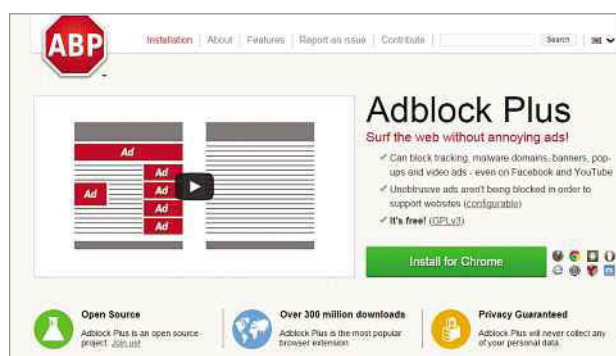 ABP
Installation About Features Report an issue Contribute Search
Adblock Plus
Surf the web without annoying ads!
Can block tracking, malware domains, banners, pop-
ups and video ads - even on Facebook and YouTube
Unobtrusive ads aren't being blocked in order to
support websites (configurable)
It's free! (GPLv3)
Ad
Ad
Ad
Ad
Ad
Ad
Install for Chrome
Open Source
Adblock Plus is an open source
project. Join us!
Over 300 million downloads
Adblock Plus is the most popular
browser extension.
Privacy Guaranteed
Adblock Plus will never collect any
of your personal data.